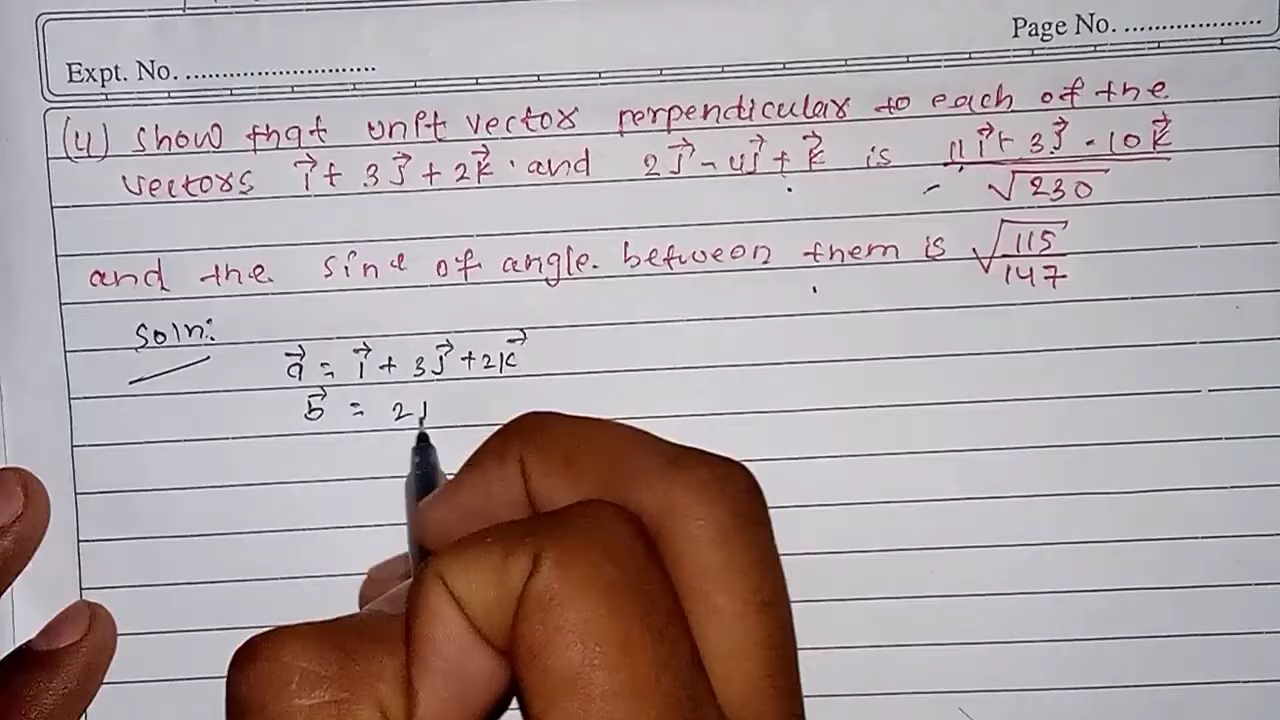 Page No. ....................
Expt. No. ............................
(4) Show that unit vector perpendicular to each of the
vectors i⃗ + 3j⃗ + 2k⃗ and 2j⃗ - 4j⃗ + k⃗ is (11i⃗ + 3j⃗ - 10k⃗)/√230
and the sine of angle between them is √(115/147)
Soln:
a⃗ = i⃗ + 3j⃗ + 2k⃗
b⃗ = 2